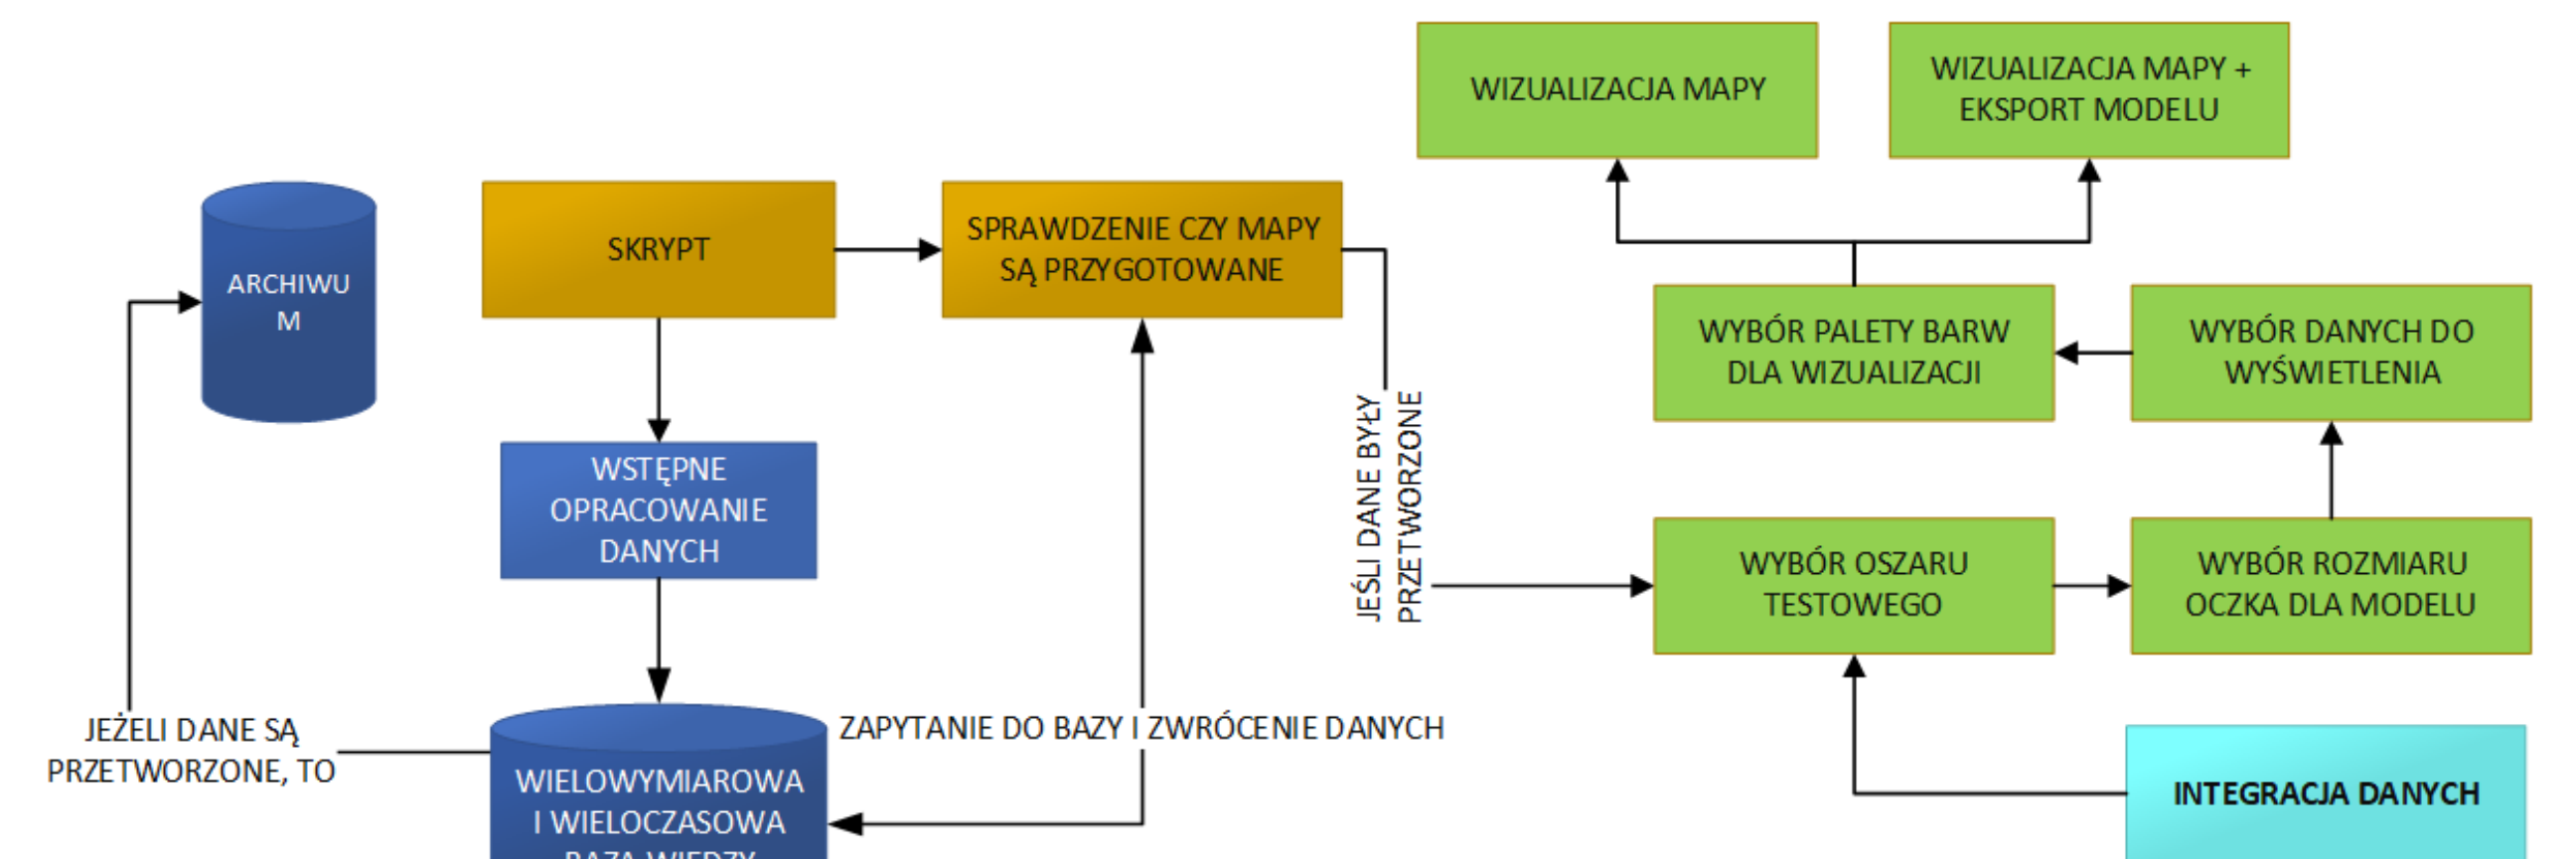 WIZUALIZACJA MAPY
WIZUALIZACJA MAPY +
EKSPORT MODELU
ARCHIWU
M
SKRYPT
SPRAWDZENIE CZY MAPY
SĄ PRZYGOTOWANE
WYBÓR PALETY BARW
DLA WIZUALIZACJI
WYBÓR DANYCH DO
WYŚWIETLENIA
WSTĘPNE
OPRACOWANIE
DANYCH
JEŚLI DANE BYŁY
PRZETWORZONE
WYBÓR OSZARU
TESTOWEGO
WYBÓR ROZMIARU
OCZKA DLA MODELU
JEŻELI DANE SĄ
PRZETWORZONE, TO
ZAPYTANIE DO BAZY I ZWRÓCENIE DANYCH
WIELOWYMIAROWA
I WIELOCZASOWA
BAZA WIEDZY
INTEGRACJA DANYCH